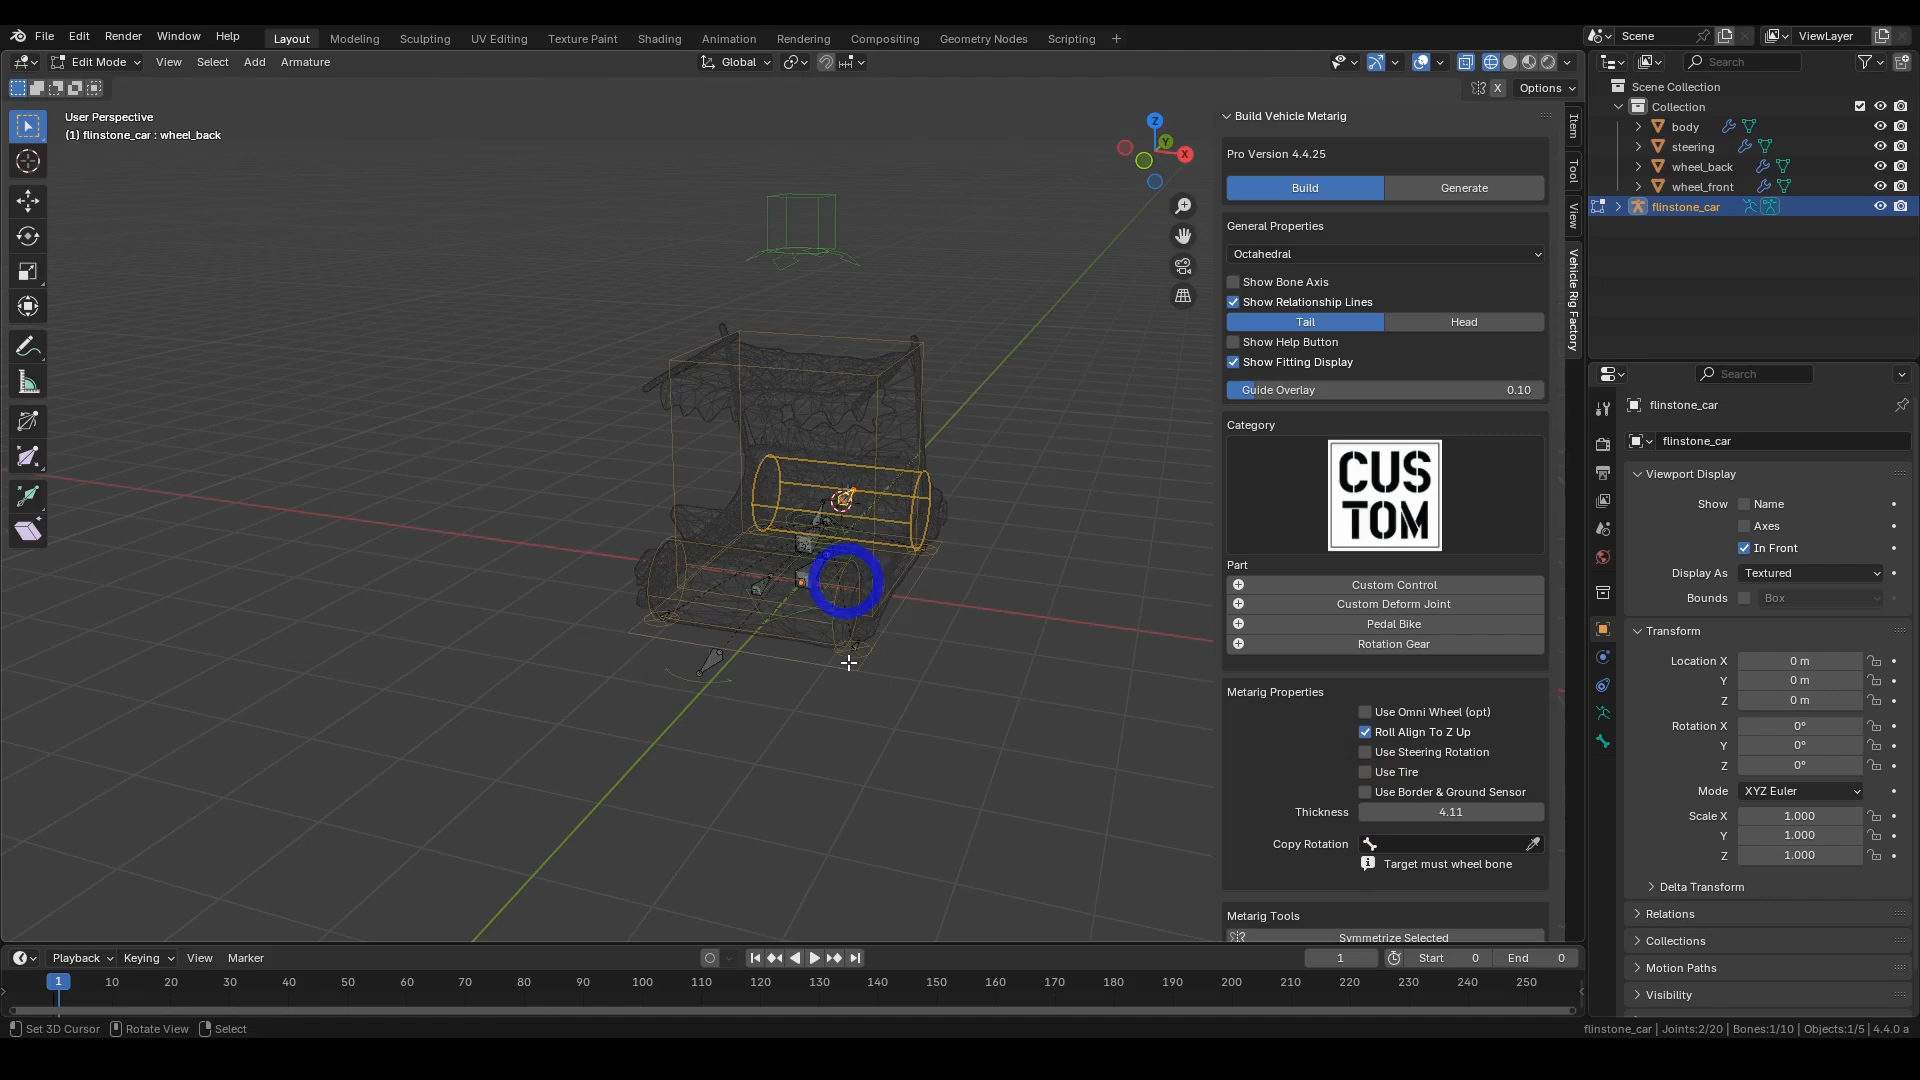 File Edit Render Window Help Layout Modeling Sculpting UV Editing Texture Paint Shading Animation Rendering Compositing Geometry Nodes Scripting Scene ViewLayer
Edit Mode View Select Add Armature Global Search
X Options
Scene Collection
Collection
body
steering
wheel_back
wheel_front
flinstone_car
User Perspective
(1) flinstone_car : wheel_back
Z
Y
X
Build Vehicle Metarig
Pro Version 4.4.25
Build Generate
General Properties
Octahedral
Show Bone Axis
Show Relationship Lines
Tail Head
Show Help Button
Show Fitting Display
Guide Overlay 0.10
Category
CUS
TOM
Part
Custom Control
Custom Deform Joint
Pedal Bike
Rotation Gear
Metarig Properties
Use Omni Wheel (opt)
Roll Align To Z Up
Use Steering Rotation
Use Tire
Use Border & Ground Sensor
Thickness 4.11
Copy Rotation
Target must wheel bone
Metarig Tools
Symmetrize Selected
Item
Tool
View
Vehicle Rig Factory
Search
flinstone_car
flinstone_car
Viewport Display
Show Name
Axes
In Front
Display As Textured
Bounds Box
Transform
Location X 0 m
Y 0 m
Z 0 m
Rotation X 0°
Y 0°
Z 0°
Mode XYZ Euler
Scale X 1.000
Y 1.000
Z 1.000
Delta Transform
Relations
Collections
Motion Paths
Visibility
Playback Keying View Marker 1 Start 0 End 0
1 10 20 30 40 50 60 70 80 90 100 110 120 130 140 150 160 170 180 190 200 210 220 230 240 250
Set 3D Cursor Rotate View Select flinstone_car | Joints:2/20 | Bones:1/10 | Objects:1/5 | 4.4.0 a